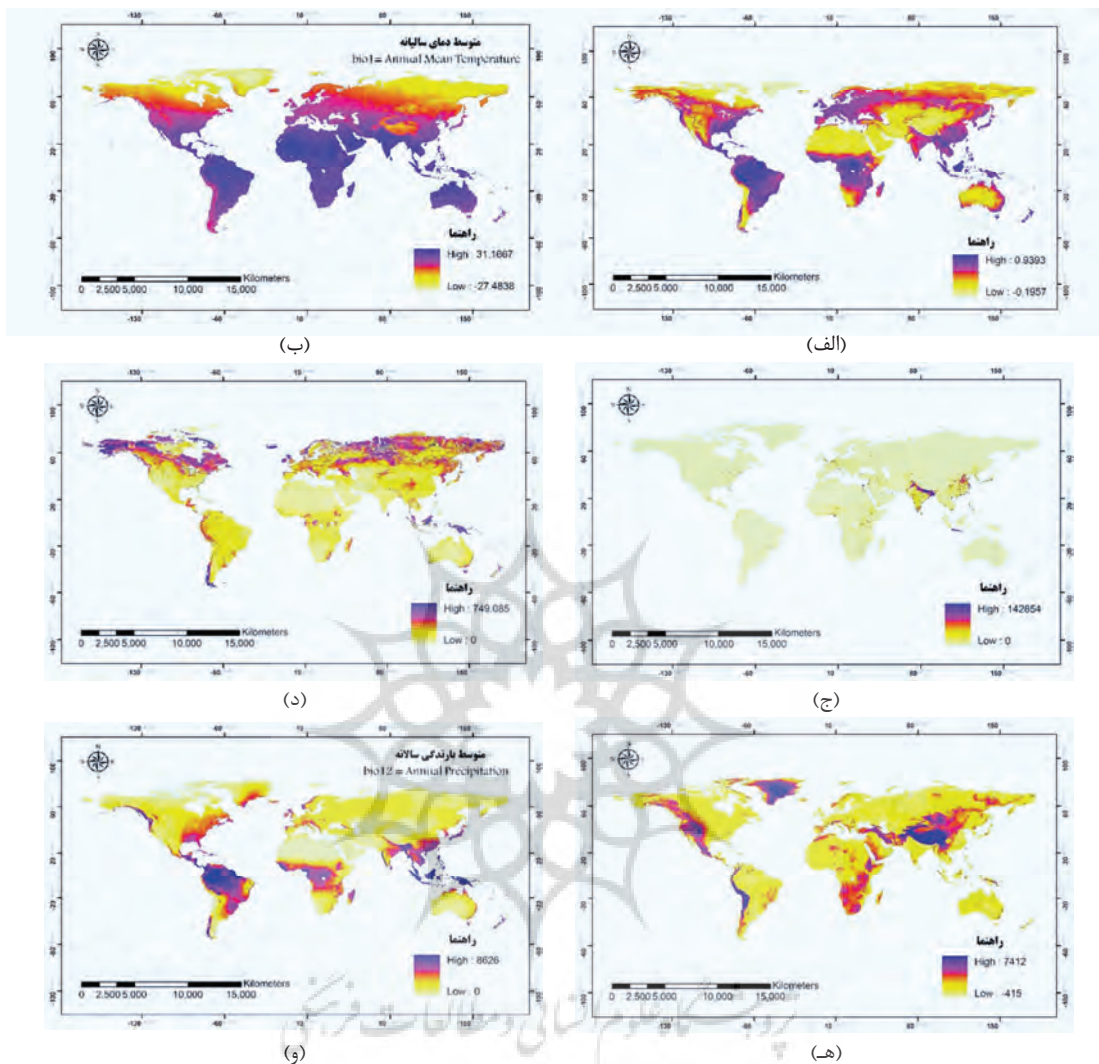 متوسط دمای سالیانه
bio1= Annual Mean Temperature
راهنما
High : 31.1667
Low : -27.4838
Kilometers
0 2,500 5,000 10,000 15,000
(ب)
راهنما
High : 0.9393
Low : -0.1957
Kilometers
0 2,500 5,000 10,000 15,000
(الف)
راهنما
High : 749.085
Low : 0
Kilometers
0 2,500 5,000 10,000 15,000
(د)
راهنما
High : 142654
Low : 0
Kilometers
0 2,500 5,000 10,000 15,000
(ج)
متوسط بارندگی سالانه
bio12 = Annual Precipitation
راهنما
High : 8626
Low : 0
Kilometers
0 2,500 5,000 10,000 15,000
(و)
راهنما
High : 7412
Low : -415
Kilometers
0 2,500 5,000 10,000 15,000
(هـ)
پژوهشگاه علوم انسانی و مطالعات فرهنگی